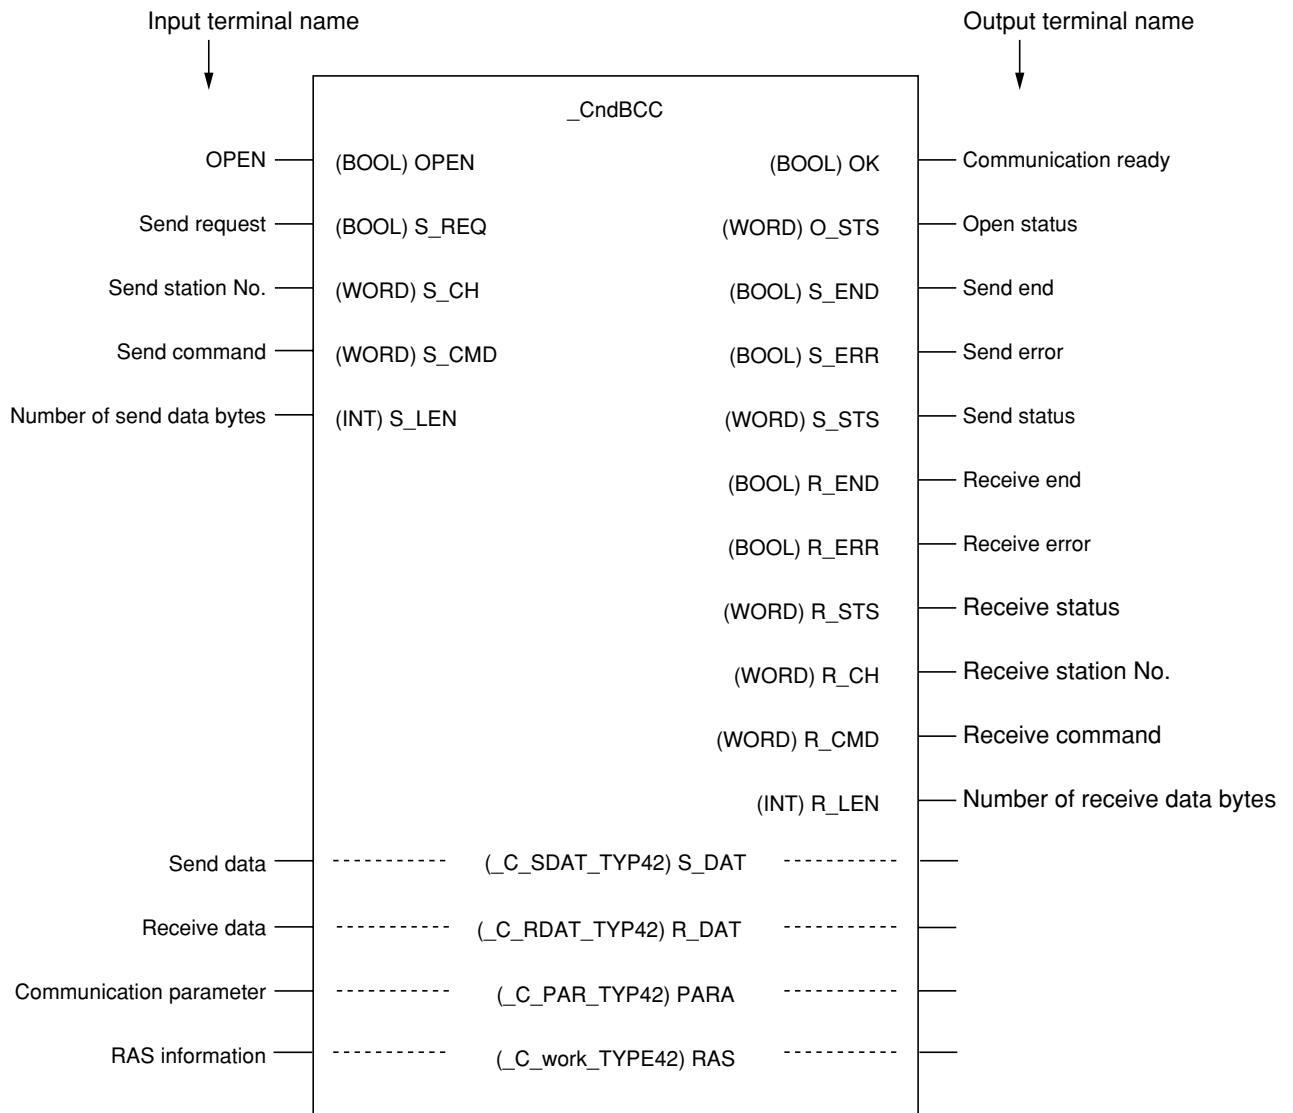 Input terminal name
Output terminal name
_CndBCC
OPEN (BOOL) OPEN (BOOL) OK Communication ready
Send request (BOOL) S_REQ (WORD) O_STS Open status
Send station No. (WORD) S_CH (BOOL) S_END Send end
Send command (WORD) S_CMD (BOOL) S_ERR Send error
Number of send data bytes (INT) S_LEN (WORD) S_STS Send status
(BOOL) R_END Receive end
(BOOL) R_ERR Receive error
(WORD) R_STS Receive status
(WORD) R_CH Receive station No.
(WORD) R_CMD Receive command
(INT) R_LEN Number of receive data bytes
Send data (_C_SDAT_TYP42) S_DAT
Receive data (_C_RDAT_TYP42) R_DAT
Communication parameter (_C_PAR_TYP42) PARA
RAS information (_C_work_TYPE42) RAS